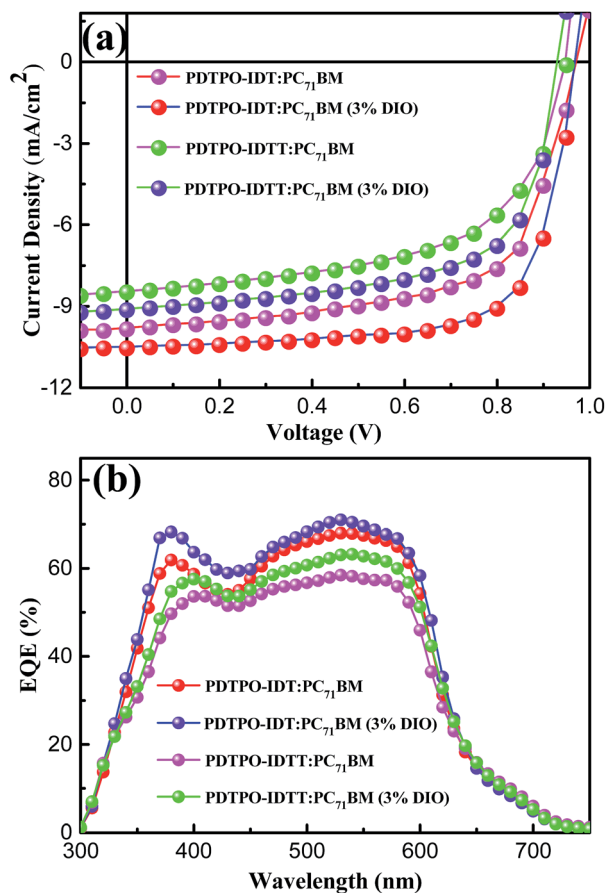 (a)
0
-3
-6
-9
-12
Current Density (mA/cm²)
PDTPO-IDT:PC₇₁BM
PDTPO-IDT:PC₇₁BM (3% DIO)
PDTPO-IDTT:PC₇₁BM
PDTPO-IDTT:PC₇₁BM (3% DIO)
0.0 0.2 0.4 0.6 0.8 1.0
Voltage (V)
(b)
80
60
40
20
0
EQE (%)
PDTPO-IDT:PC₇₁BM
PDTPO-IDT:PC₇₁BM (3% DIO)
PDTPO-IDTT:PC₇₁BM
PDTPO-IDTT:PC₇₁BM (3% DIO)
300 400 500 600 700
Wavelength (nm)